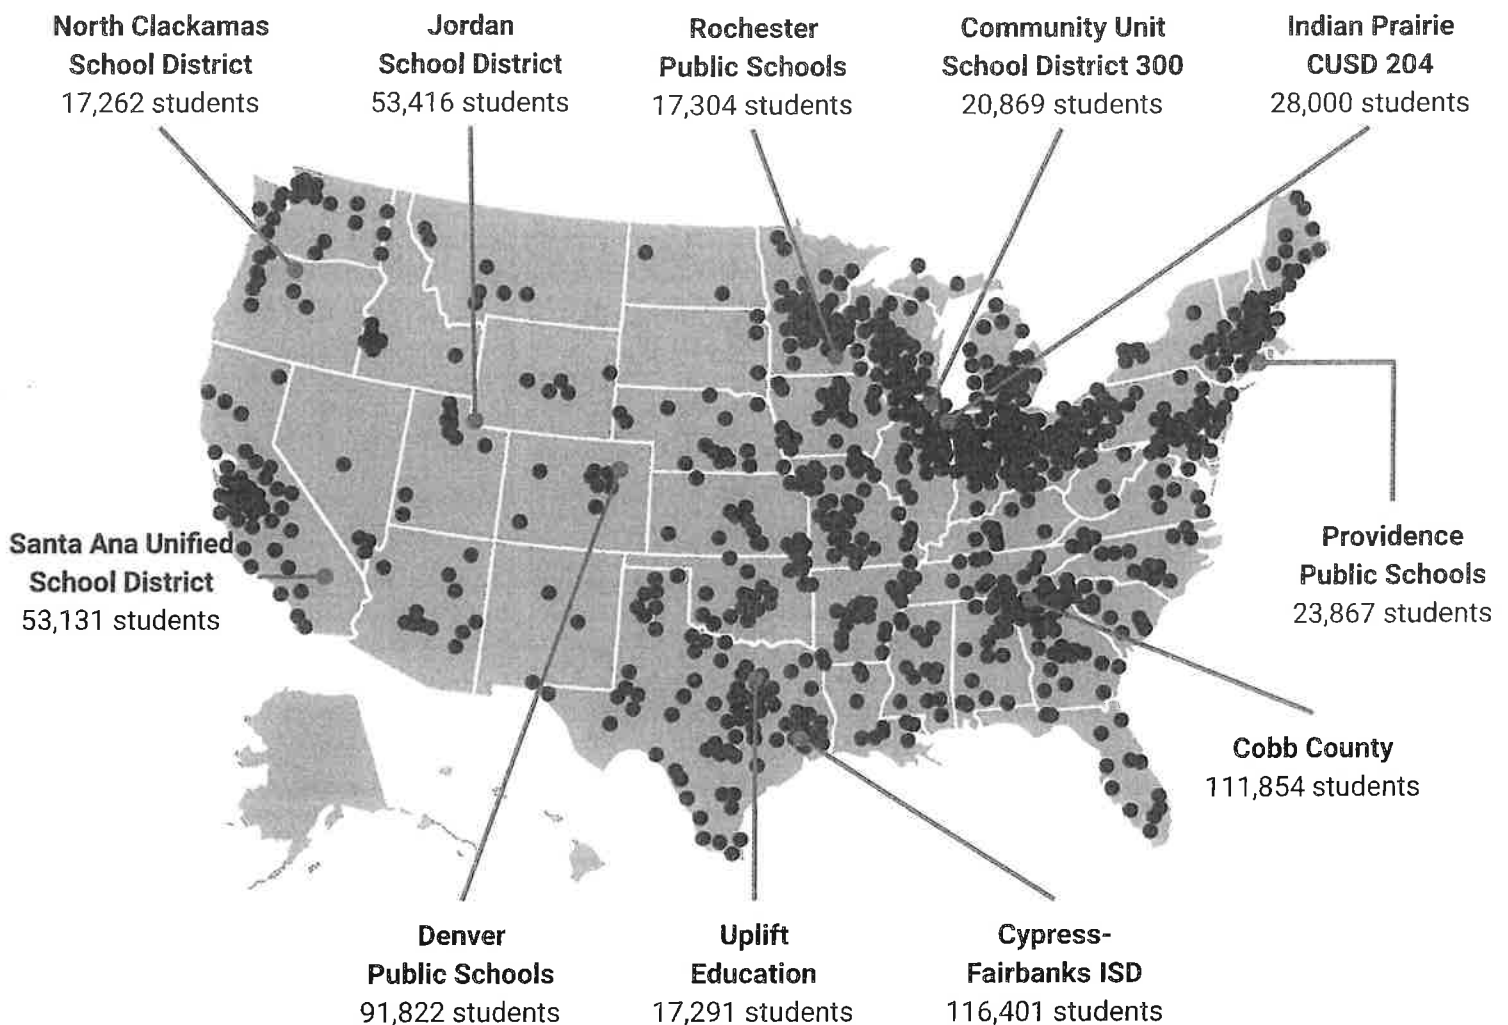 North Clackamas
School District
17,262 students
Jordan
School District
53,416 students
Rochester
Public Schools
17,304 students
Community Unit
School District 300
20,869 students
Indian Prairie
CUSD 204
28,000 students
Santa Ana Unified
School District
53,131 students
Providence
Public Schools
23,867 students
Cobb County
111,854 students
Denver
Public Schools
91,822 students
Uplift
Education
17,291 students
Cypress-
Fairbanks ISD
116,401 students